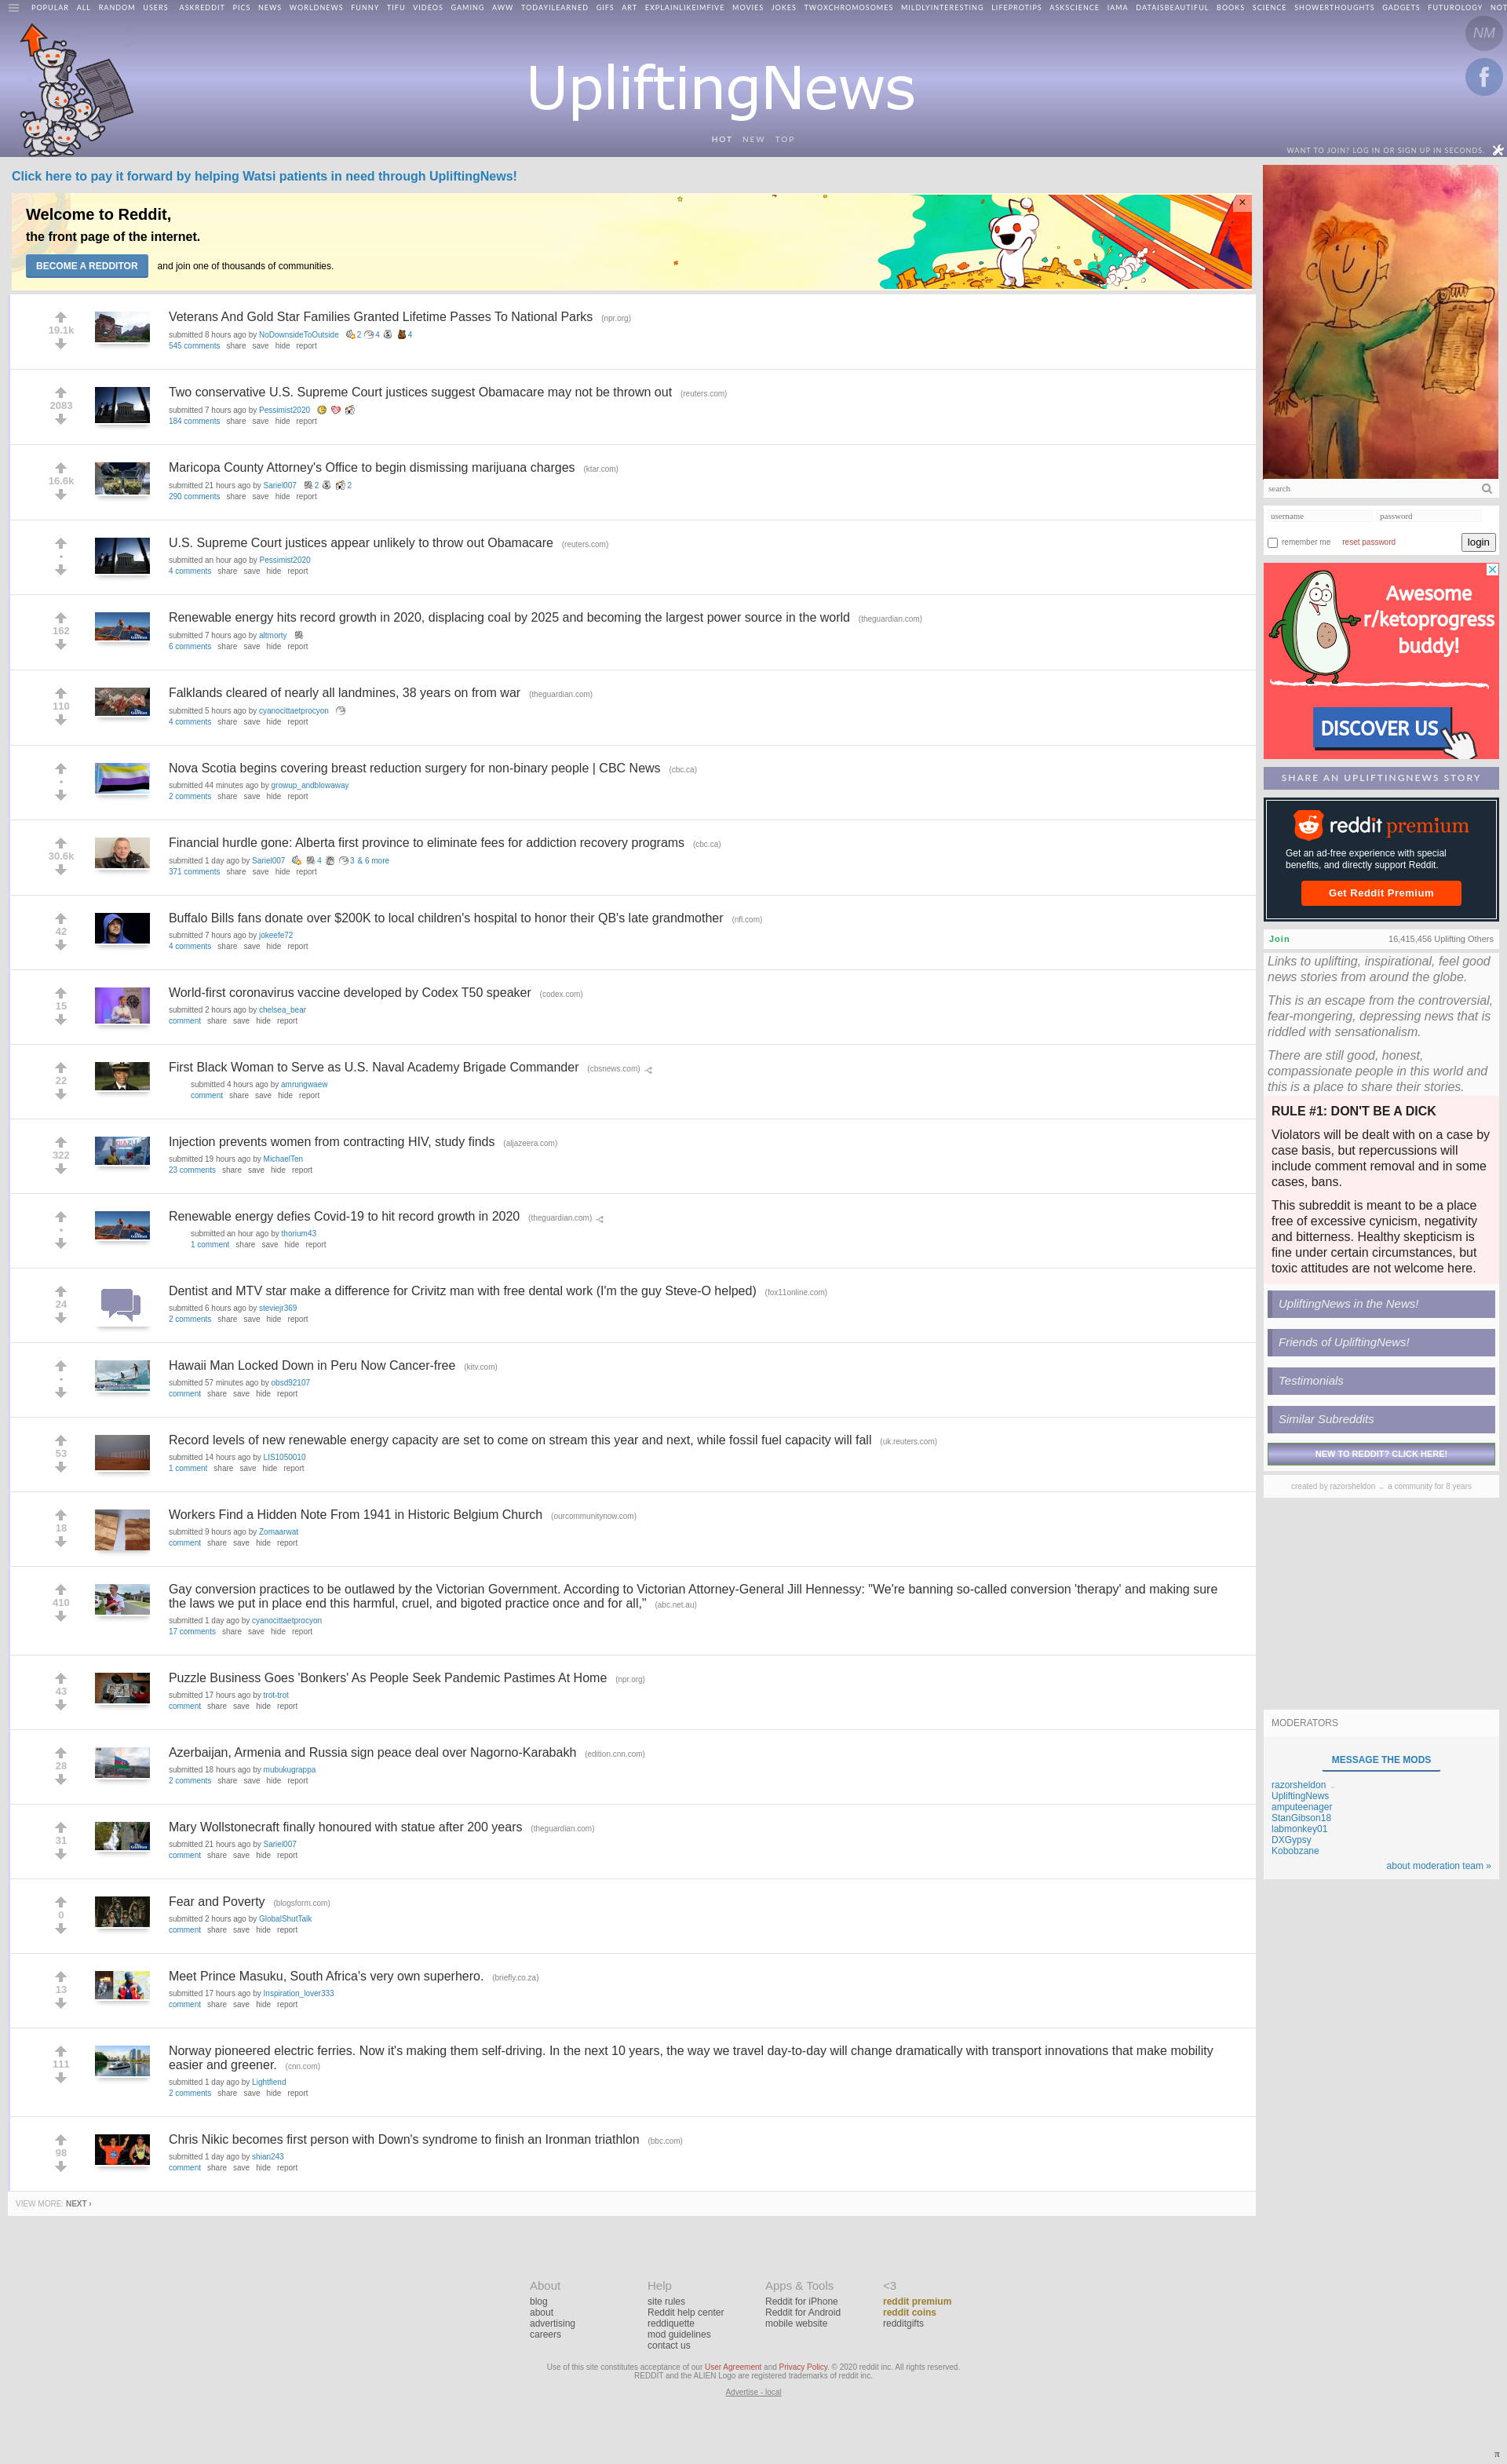 POPULAR ALL RANDOM USERS ASKREDDIT PICS NEWS WORLDNEWS FUNNY TIFU VIDEOS GAMING AWW TODAYILEARNED GIFS ART EXPLAINLIKEIMFIVE MOVIES JOKES TWOXCHROMOSOMES MILDLYINTERESTING LIFEPROTIPS ASKSCIENCE IAMA DATAISBEAUTIFUL BOOKS SCIENCE SHOWERTHOUGHTS GADGETS FUTUROLOGY NOT
NM
f
UpliftingNews
HOT NEW TOP
WANT TO JOIN? LOG IN OR SIGN UP IN SECONDS.
Click here to pay it forward by helping Watsi patients in need through UpliftingNews!
Welcome to Reddit,
the front page of the internet.
BECOME A REDDITOR and join one of thousands of communities.
×
Veterans And Gold Star Families Granted Lifetime Passes To National Parks (npr.org)
19.1k
submitted 8 hours ago by NoDownsideToOutside 2 4 4
545 comments share save hide report
Two conservative U.S. Supreme Court justices suggest Obamacare may not be thrown out (reuters.com)
2083
submitted 7 hours ago by Pessimist2020
184 comments share save hide report
Maricopa County Attorney's Office to begin dismissing marijuana charges (ktar.com)
16.6k
submitted 21 hours ago by Sariel007 2 2
290 comments share save hide report
U.S. Supreme Court justices appear unlikely to throw out Obamacare (reuters.com)
•
submitted an hour ago by Pessimist2020
4 comments share save hide report
Renewable energy hits record growth in 2020, displacing coal by 2025 and becoming the largest power source in the world (theguardian.com)
162
submitted 7 hours ago by altmorty
6 comments share save hide report
Falklands cleared of nearly all landmines, 38 years on from war (theguardian.com)
110
submitted 5 hours ago by cyanocittaetprocyon
4 comments share save hide report
Nova Scotia begins covering breast reduction surgery for non-binary people | CBC News (cbc.ca)
•
submitted 44 minutes ago by growup_andblowaway
2 comments share save hide report
Financial hurdle gone: Alberta first province to eliminate fees for addiction recovery programs (cbc.ca)
30.6k
submitted 1 day ago by Sariel007 4 3 & 6 more
371 comments share save hide report
Buffalo Bills fans donate over $200K to local children's hospital to honor their QB's late grandmother (nfl.com)
42
submitted 7 hours ago by jokeefe72
4 comments share save hide report
World-first coronavirus vaccine developed by Codex T50 speaker (codex.com)
15
submitted 2 hours ago by chelsea_bear
comment share save hide report
First Black Woman to Serve as U.S. Naval Academy Brigade Commander (cbsnews.com)
22
submitted 4 hours ago by amrungwaew
comment share save hide report
Injection prevents women from contracting HIV, study finds (aljazeera.com)
322
submitted 19 hours ago by MichaelTen
23 comments share save hide report
Renewable energy defies Covid-19 to hit record growth in 2020 (theguardian.com)
•
submitted an hour ago by thorium43
1 comment share save hide report
Dentist and MTV star make a difference for Crivitz man with free dental work (I'm the guy Steve-O helped) (fox11online.com)
24
submitted 6 hours ago by steviejr369
2 comments share save hide report
Hawaii Man Locked Down in Peru Now Cancer-free (kitv.com)
•
submitted 57 minutes ago by obsd92107
comment share save hide report
Record levels of new renewable energy capacity are set to come on stream this year and next, while fossil fuel capacity will fall (uk.reuters.com)
53
submitted 14 hours ago by LIS1050010
1 comment share save hide report
Workers Find a Hidden Note From 1941 in Historic Belgium Church (ourcommunitynow.com)
18
submitted 9 hours ago by Zomaarwat
comment share save hide report
Gay conversion practices to be outlawed by the Victorian Government. According to Victorian Attorney-General Jill Hennessy: "We're banning so-called conversion 'therapy' and making sure
the laws we put in place end this harmful, cruel, and bigoted practice once and for all," (abc.net.au)
410
submitted 1 day ago by cyanocittaetprocyon
17 comments share save hide report
Puzzle Business Goes 'Bonkers' As People Seek Pandemic Pastimes At Home (npr.org)
43
submitted 17 hours ago by trot-trot
comment share save hide report
Azerbaijan, Armenia and Russia sign peace deal over Nagorno-Karabakh (edition.cnn.com)
28
submitted 18 hours ago by mubukugrappa
2 comments share save hide report
Mary Wollstonecraft finally honoured with statue after 200 years (theguardian.com)
31
submitted 21 hours ago by Sariel007
comment share save hide report
Fear and Poverty (blogsform.com)
0
submitted 2 hours ago by GlobalShutTalk
comment share save hide report
Meet Prince Masuku, South Africa's very own superhero. (briefly.co.za)
13
submitted 17 hours ago by Inspiration_lover333
comment share save hide report
Norway pioneered electric ferries. Now it's making them self-driving. In the next 10 years, the way we travel day-to-day will change dramatically with transport innovations that make mobility
easier and greener. (cnn.com)
111
submitted 1 day ago by Lightfiend
2 comments share save hide report
Chris Nikic becomes first person with Down's syndrome to finish an Ironman triathlon (bbc.com)
98
submitted 1 day ago by shian243
comment share save hide report
VIEW MORE: NEXT ›
search
username password
remember me reset password login
Awesome
r/ketoprogress
buddy!
DISCOVER US
SHARE AN UPLIFTINGNEWS STORY
reddit premium
Get an ad-free experience with special
benefits, and directly support Reddit.
Get Reddit Premium
Join 16,415,456 Uplifting Others
Links to uplifting, inspirational, feel good
news stories from around the globe.
This is an escape from the controversial,
fear-mongering, depressing news that is
riddled with sensationalism.
There are still good, honest,
compassionate people in this world and
this is a place to share their stories.
RULE #1: DON'T BE A DICK
Violators will be dealt with on a case by
case basis, but repercussions will
include comment removal and in some
cases, bans.
This subreddit is meant to be a place
free of excessive cynicism, negativity
and bitterness. Healthy skepticism is
fine under certain circumstances, but
toxic attitudes are not welcome here.
UpliftingNews in the News!
Friends of UpliftingNews!
Testimonials
Similar Subreddits
NEW TO REDDIT? CLICK HERE!
created by razorsheldon a community for 8 years
MODERATORS
MESSAGE THE MODS
razorsheldon
UpliftingNews
amputeenager
StanGibson18
labmonkey01
DXGypsy
Kobobzane
about moderation team »
About
blog
about
advertising
careers
Help
site rules
Reddit help center
reddiquette
mod guidelines
contact us
Apps & Tools
Reddit for iPhone
Reddit for Android
mobile website
<3
reddit premium
reddit coins
redditgifts
Use of this site constitutes acceptance of our User Agreement and Privacy Policy. © 2020 reddit inc. All rights reserved.
REDDIT and the ALIEN Logo are registered trademarks of reddit inc.
Advertise - local
π